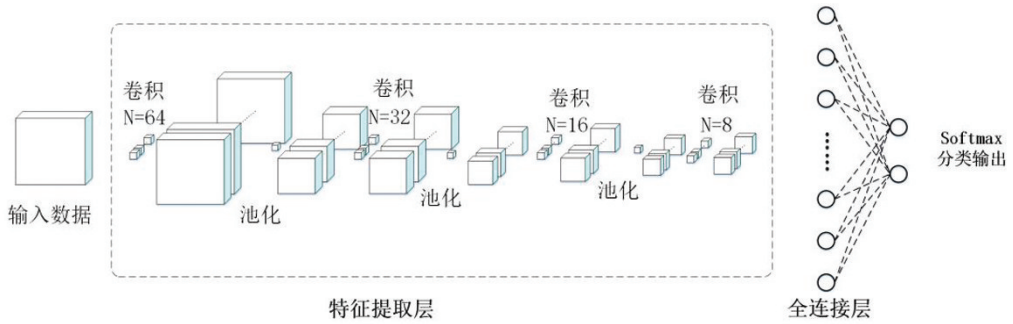 卷积
N=64
卷积
N=32
卷积
N=16
卷积
N=8
Softmax
分类输出
输入数据
池化
池化
池化
特征提取层
全连接层